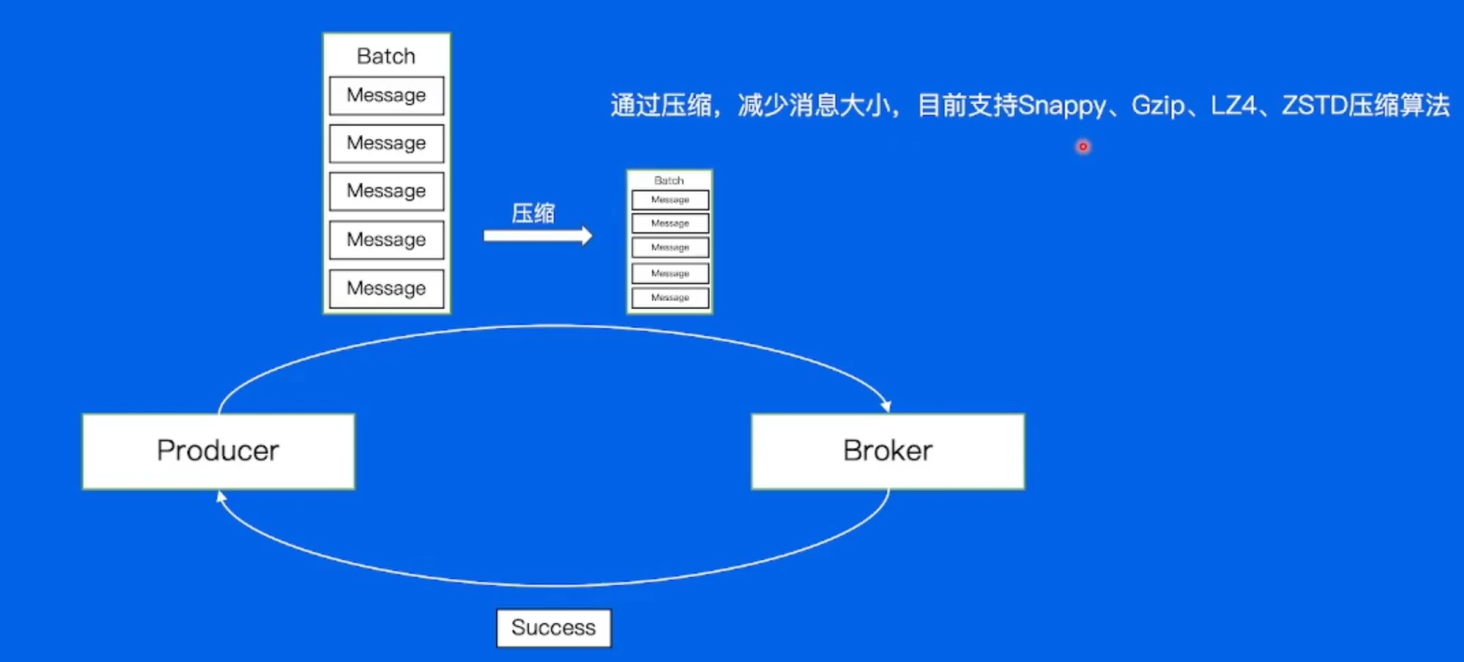 Batch
Message
Message
Message
Message
Message
通过压缩，减少消息大小，目前支持Snappy、Gzip、LZ4、ZSTD压缩算法
压缩
Batch
Message
Message
Message
Message
Message
Producer
Broker
Success